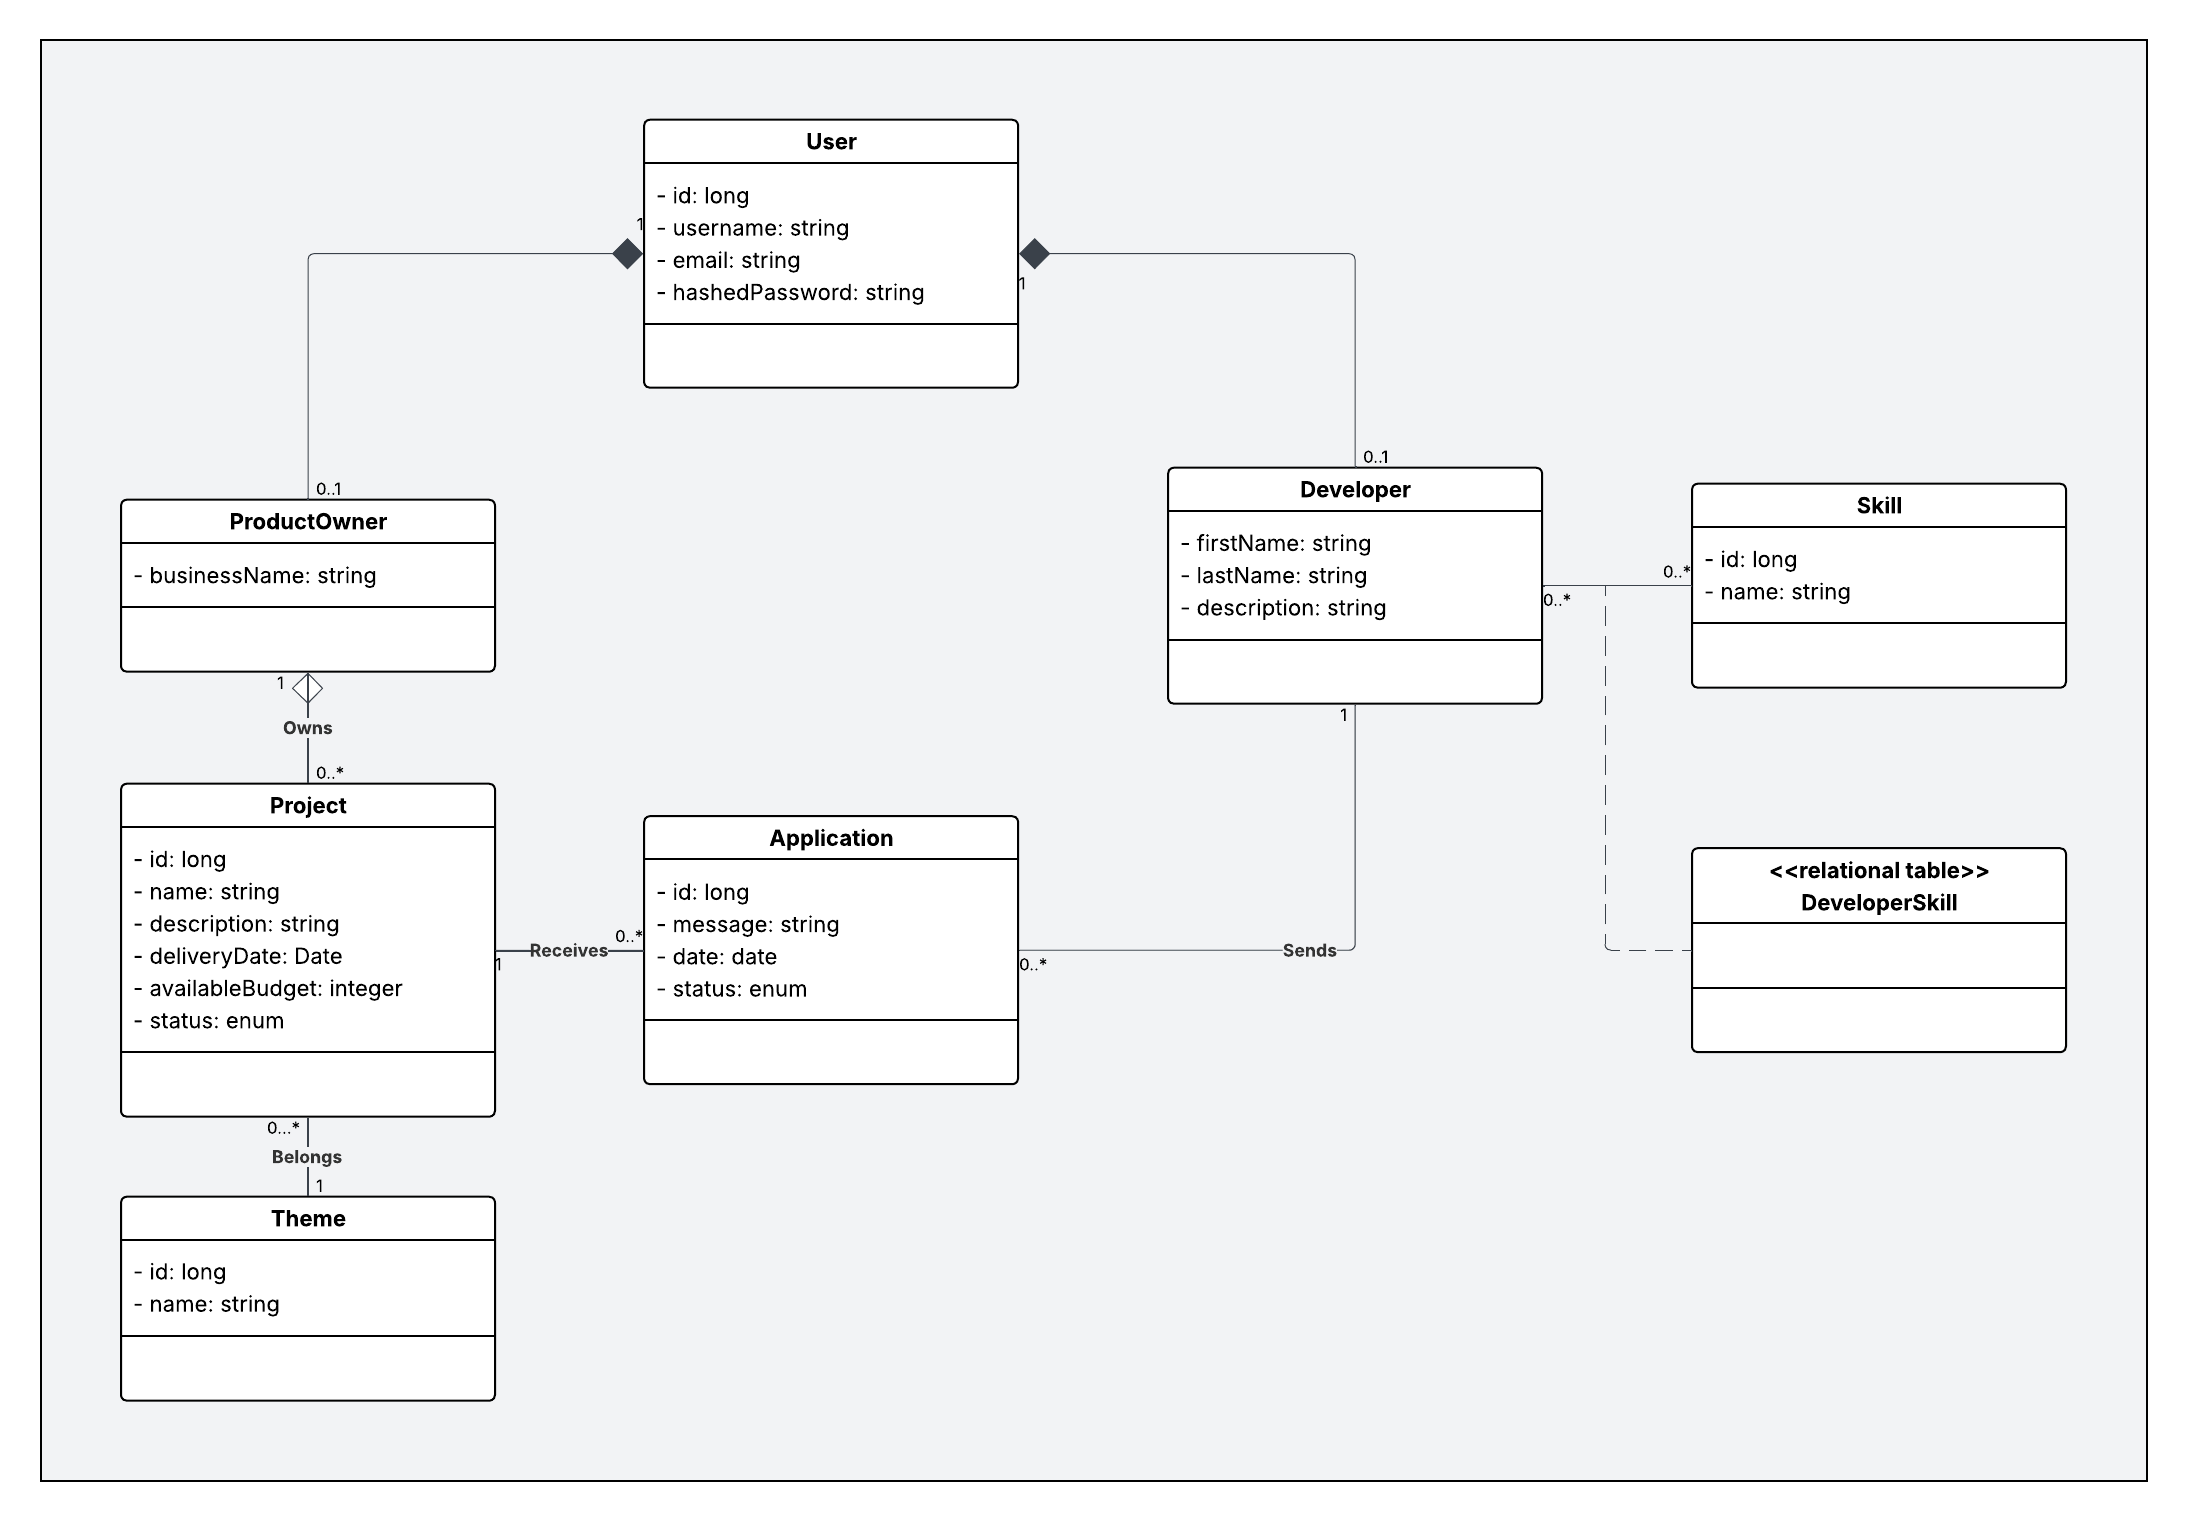 User
- id: long
- username: string
- email: string
- hashedPassword: string
1
1
0..1
0..1
ProductOwner
- businessName: string
Developer
- firstName: string
- lastName: string
- description: string
0..*
0..*
Skill
- id: long
- name: string
1
Owns
0..*
1
Project
- id: long
- name: string
- description: string
- deliveryDate: Date
- availableBudget: integer
- status: enum
1
Receives
0..*
Application
- id: long
- message: string
- date: date
- status: enum
0..*
Sends
<<relational table>>
DeveloperSkill
0...*
Belongs
1
Theme
- id: long
- name: string